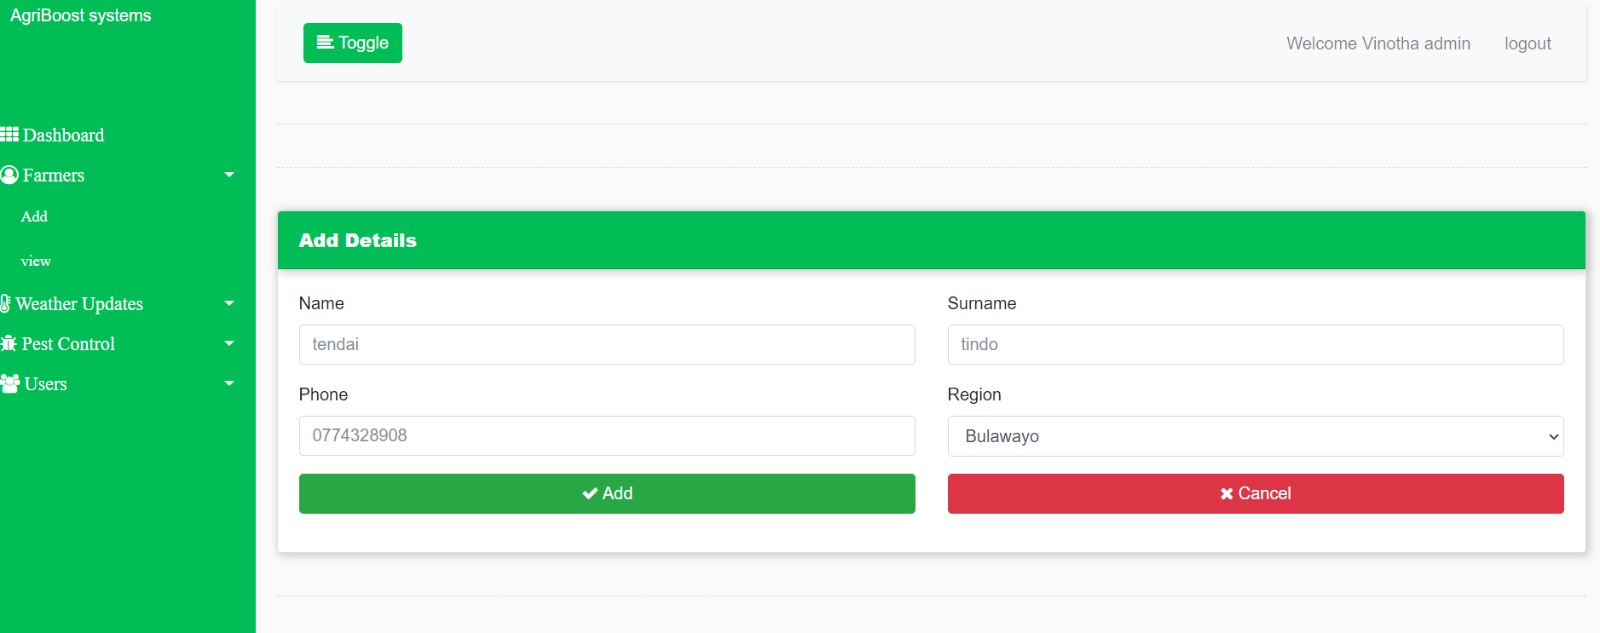 AgriBoost systems
Toggle
Welcome Vinotha admin
logout
Dashboard
Farmers
Add
view
Weather Updates
Pest Control
Users
Add Details
Name
Surname
tendai
tindo
Phone
Region
0774328908
Bulawayo
Add
Cancel